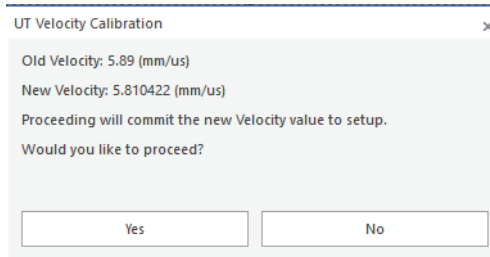 UT Velocity Calibration
Old Velocity: 5.89 (mm/us)
New Velocity: 5.810422 (mm/us)
Proceeding will commit the new Velocity value to setup.
Would you like to proceed?
Yes
No